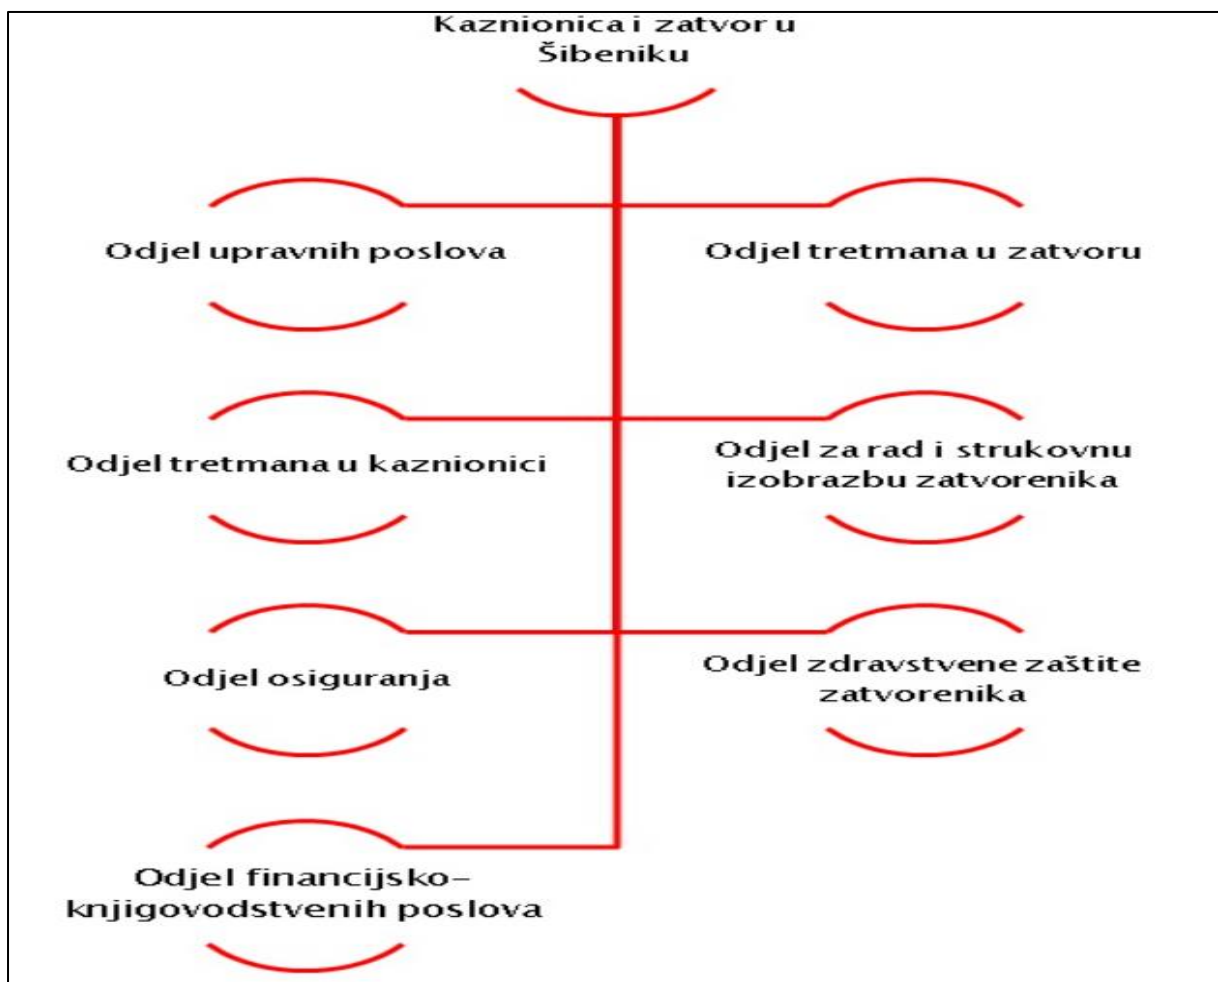 Kaznionica i zatvor u
Šibeniku
Odjel upravnih poslova
Odjel tretmana u zatvoru
Odjel tretmana u kaznionici
Odjel za rad i strukovnu
izobrazbu zatvorenika
Odjel osiguranja
Odjel zdravstvene zaštite
zatvorenika
Odjel financijsko–
knjigovodstvenih poslova